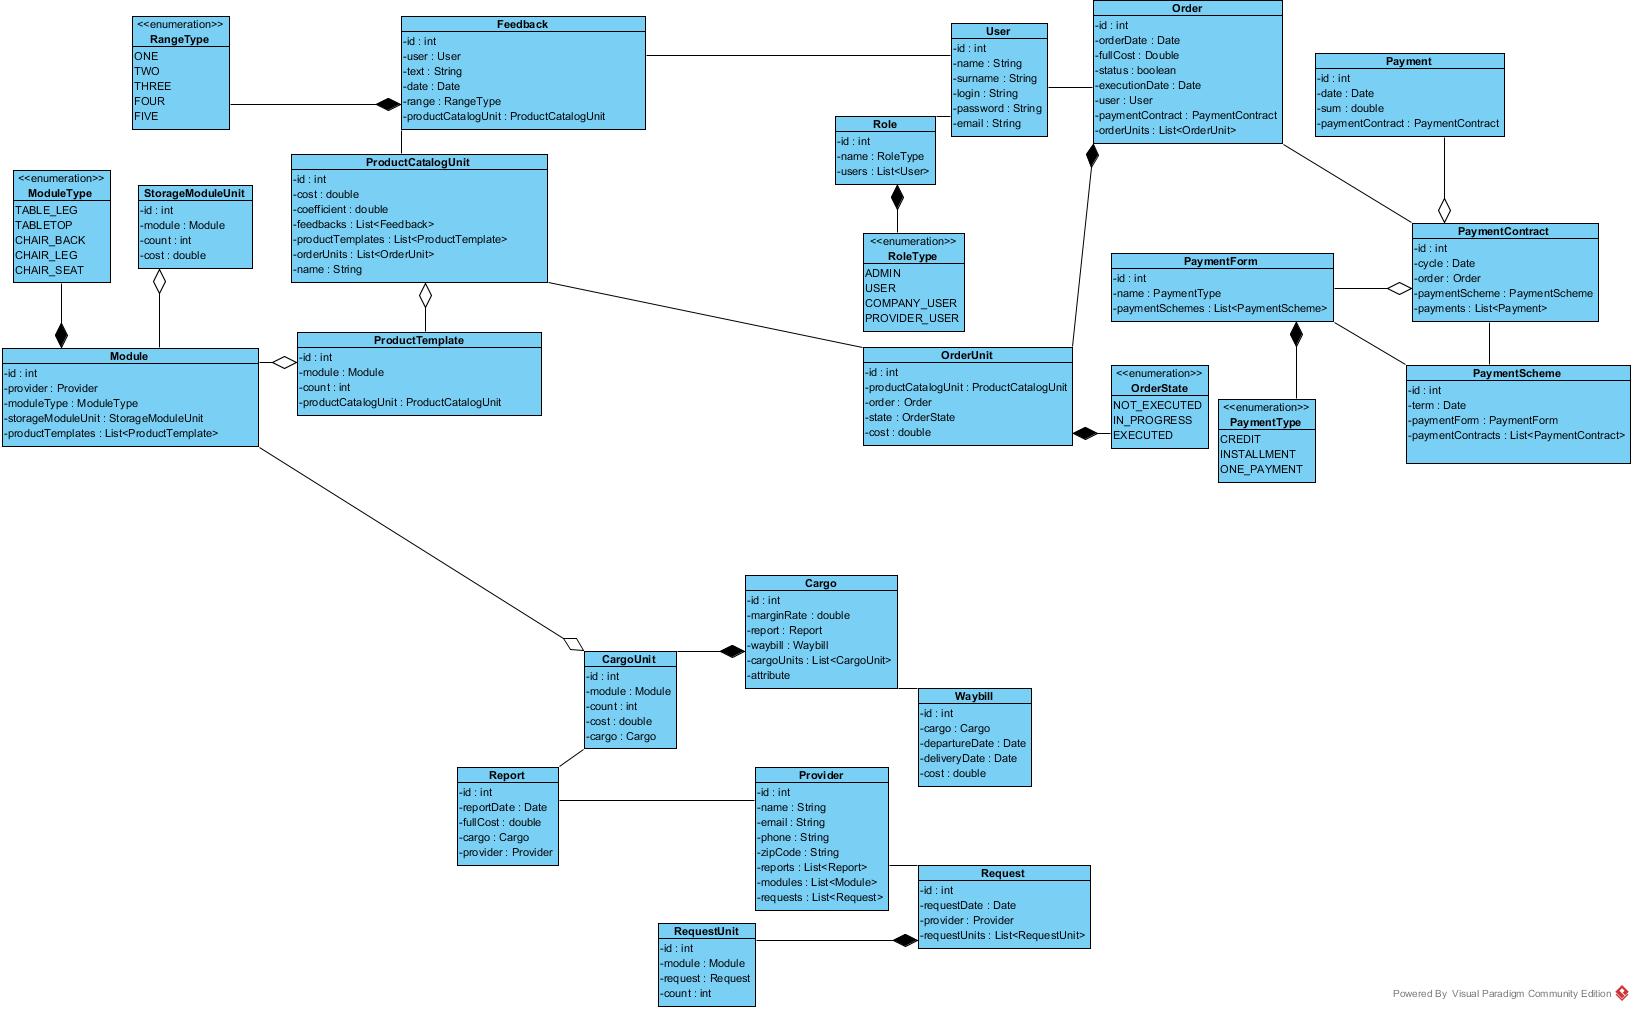 <<enumeration>>
RangeType
ONE
TWO
THREE
FOUR
FIVE
Feedback
-id : int
-user : User
-text : String
-date : Date
-range : RangeType
-productCatalogUnit : ProductCatalogUnit
User
-id : int
-name : String
-surname : String
-login : String
-password : String
-email : String
Order
-id : int
-orderDate : Date
-fullCost : Double
-status : boolean
-executionDate : Date
-user : User
-paymentContract : PaymentContract
-orderUnits : List<OrderUnit>
Payment
-id : int
-date : Date
-sum : double
-paymentContract : PaymentContract
Role
-id : int
-name : RoleType
-users : List<User>
<<enumeration>>
ModuleType
TABLE_LEG
TABLETOP
CHAIR_BACK
CHAIR_LEG
CHAIR_SEAT
StorageModuleUnit
-id : int
-module : Module
-count : int
-cost : double
ProductCatalogUnit
-id : int
-cost : double
-coefficient : double
-feedbacks : List<Feedback>
-productTemplates : List<ProductTemplate>
-orderUnits : List<OrderUnit>
-name : String
<<enumeration>>
RoleType
ADMIN
USER
COMPANY_USER
PROVIDER_USER
PaymentForm
-id : int
-name : PaymentType
-paymentSchemes : List<PaymentScheme>
PaymentContract
-id : int
-cycle : Date
-order : Order
-paymentScheme : PaymentScheme
-payments : List<Payment>
Module
-id : int
-provider : Provider
-moduleType : ModuleType
-storageModuleUnit : StorageModuleUnit
-productTemplates : List<ProductTemplate>
ProductTemplate
-id : int
-module : Module
-count : int
-productCatalogUnit : ProductCatalogUnit
OrderUnit
-id : int
-productCatalogUnit : ProductCatalogUnit
-order : Order
-state : OrderState
-cost : double
<<enumeration>>
OrderState
NOT_EXECUTED
IN_PROGRESS
EXECUTED
<<enumeration>>
PaymentType
CREDIT
INSTALLMENT
ONE_PAYMENT
PaymentScheme
-id : int
-term : Date
-paymentForm : PaymentForm
-paymentContracts : List<PaymentContract>
Cargo
-id : int
-marginRate : double
-report : Report
-waybill : Waybill
-cargoUnits : List<CargoUnit>
-attribute
CargoUnit
-id : int
-module : Module
-count : int
-cost : double
-cargo : Cargo
Waybill
-id : int
-cargo : Cargo
-departureDate : Date
-deliveryDate : Date
-cost : double
Report
-id : int
-reportDate : Date
-fullCost : double
-cargo : Cargo
-provider : Provider
Provider
-id : int
-name : String
-email : String
-phone : String
-zipCode : String
-reports : List<Report>
-modules : List<Module>
-requests : List<Request>
Request
-id : int
-requestDate : Date
-provider : Provider
-requestUnits : List<RequestUnit>
RequestUnit
-id : int
-module : Module
-request : Request
-count : int
Powered By Visual Paradigm Community Edition